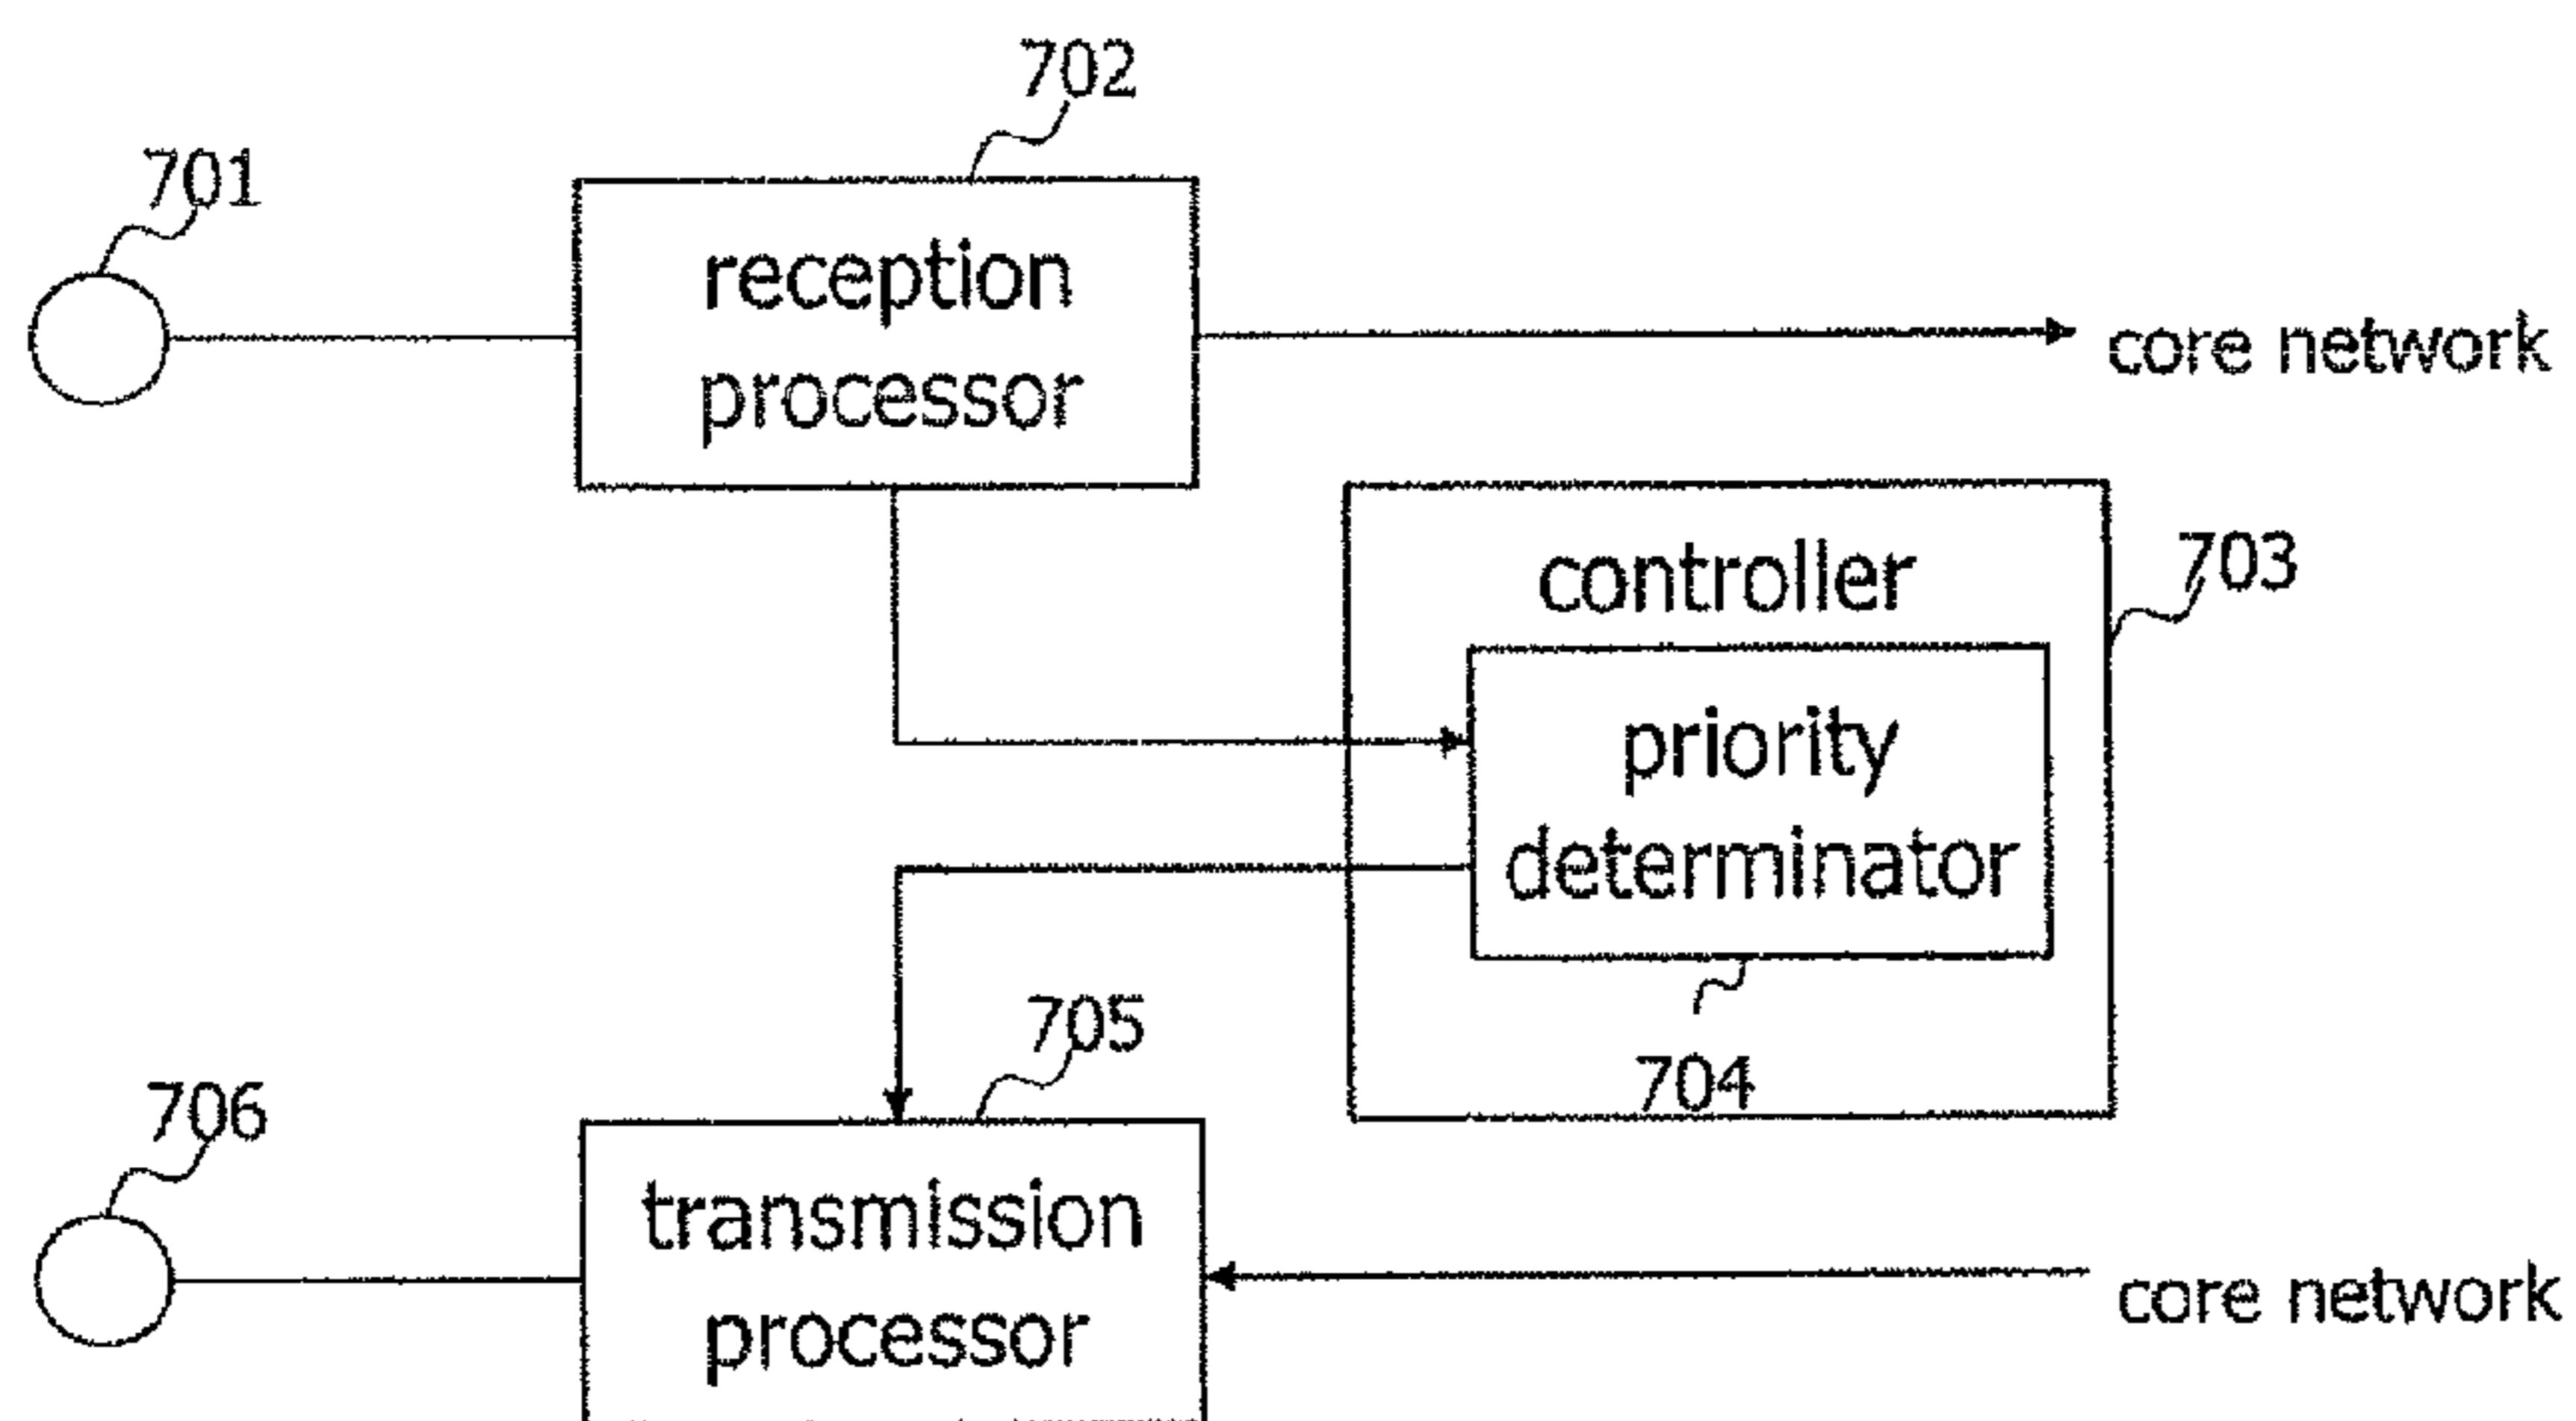 702
701
reception
processor
core network
controller
703
priority
determinator
704
705
706
transmission
processor
core network